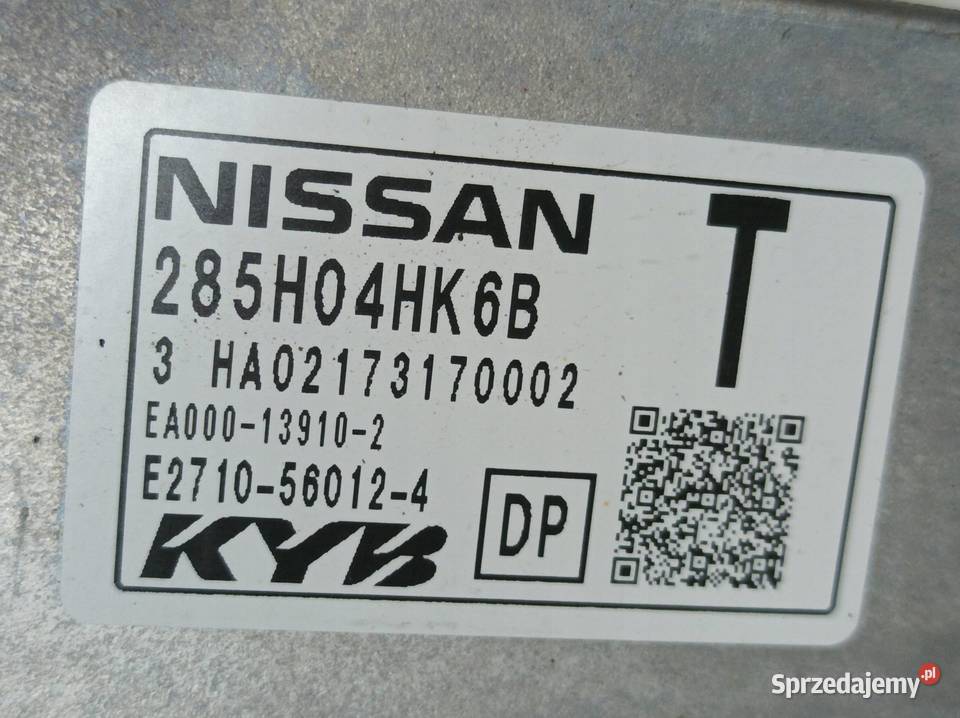 NISSAN
T
285H04HK6B
3 HA02173170002
EA000-13910-2
E2710-56012-4
KYB
DP
Sprzedajemy.pl